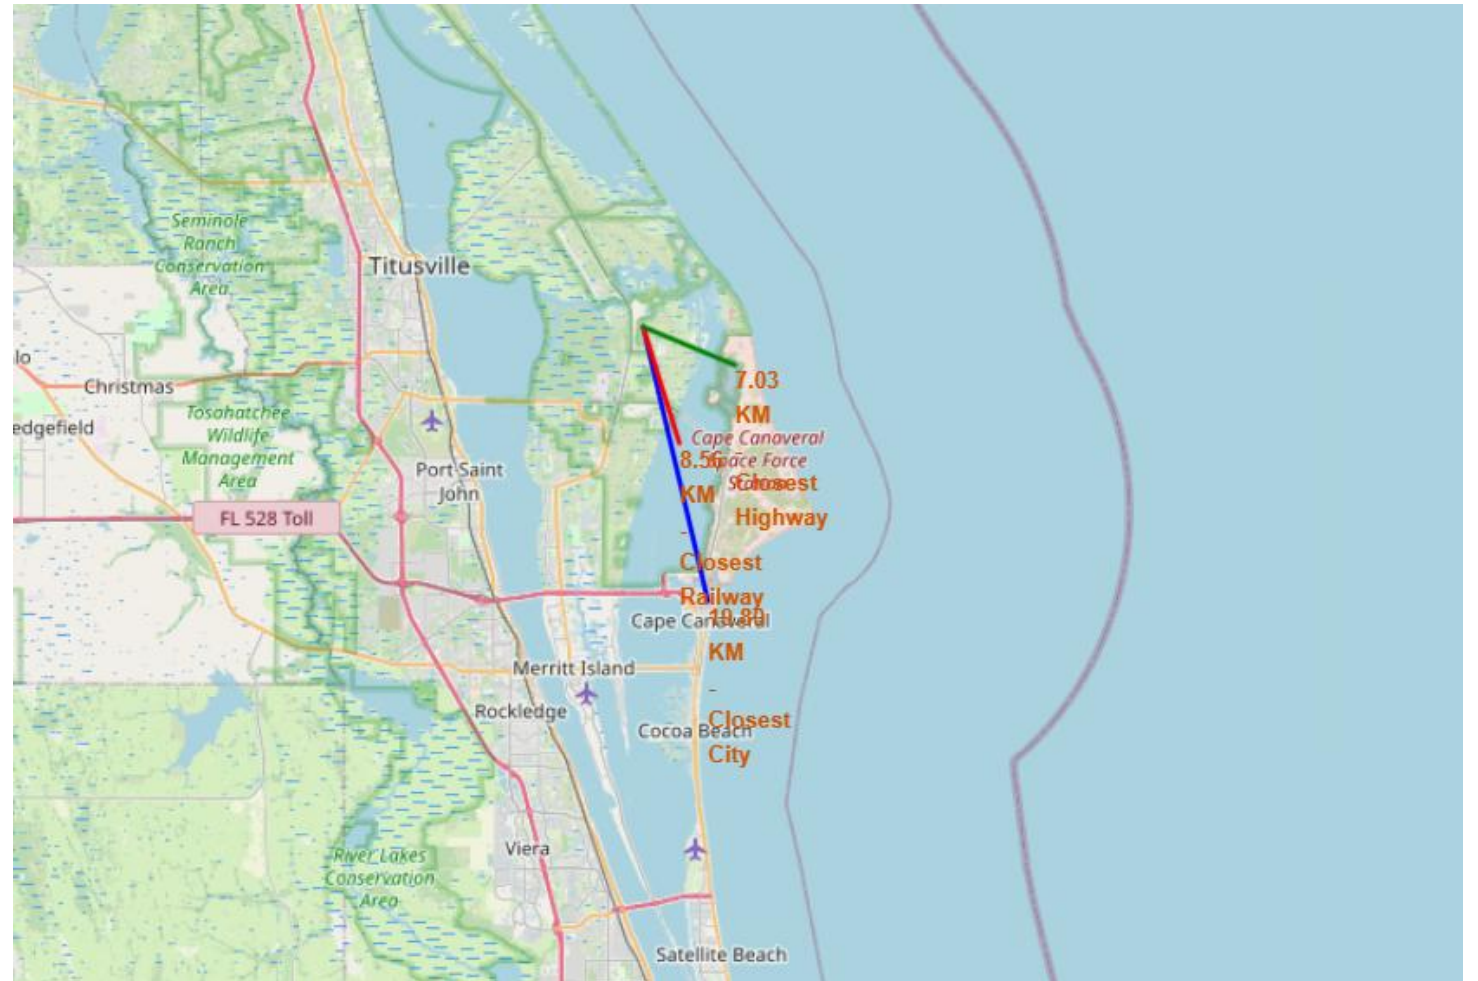 Seminole
Ranch
Conservation
Area
Titusville
lo
Christmas
edgefield
Tosohatchee
Wildlife
Management
Area
Port Saint
John
FL 528 Toll
7.03
KM
-
Closest
Highway
Cape Canaveral
Space Force
8.56
KM
-
Closest
Railway
19.80
KM
-
Closest
City
Cape Canaveral
Merritt Island
Rockledge
Cocoa Beach
Viera
River Lakes
Conservation
Area
Satellite Beach